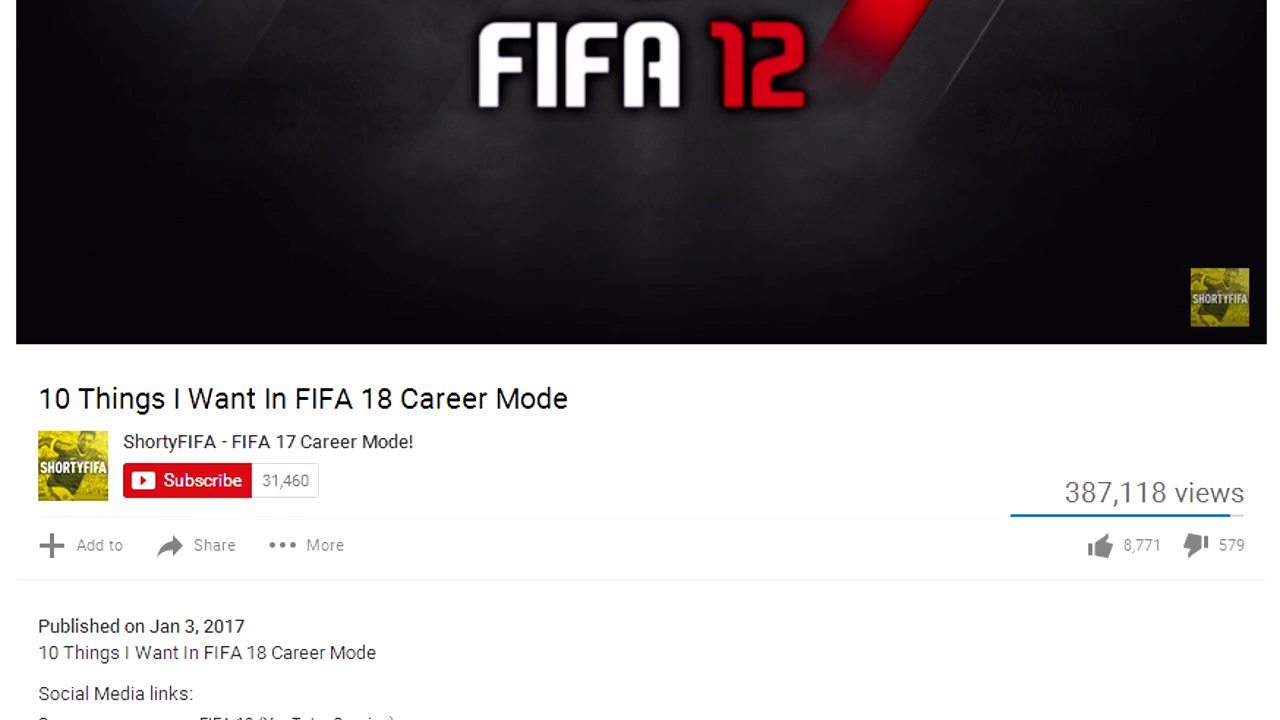 FIFA 12
SHORTYFIFA
10 Things I Want In FIFA 18 Career Mode
SHORTYFIFA
ShortyFIFA - FIFA 17 Career Mode!
Subscribe 31,460
387,118 views
Add to Share More 8,771 579
Published on Jan 3, 2017
10 Things I Want In FIFA 18 Career Mode
Social Media links: